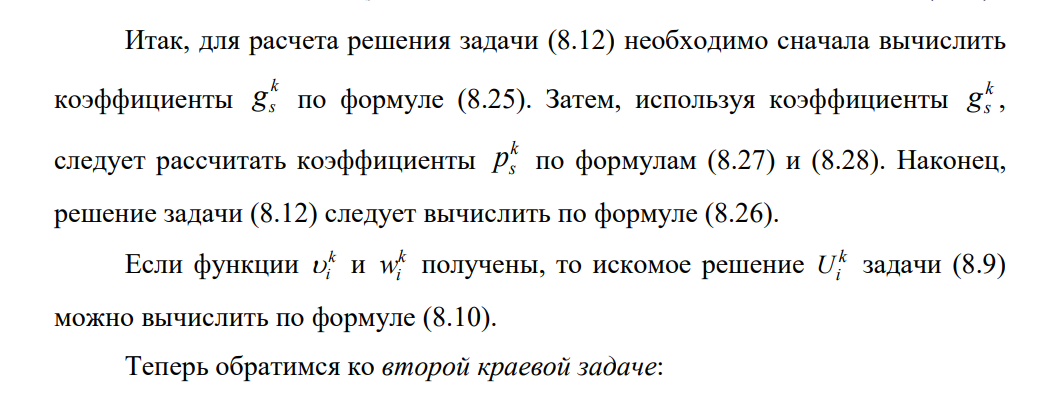 Итак, для расчета решения задачи (8.12) необходимо сначала вычислить
коэффициенты g_s^k по формуле (8.25). Затем, используя коэффициенты g_s^k,
следует рассчитать коэффициенты p_s^k по формулам (8.27) и (8.28). Наконец,
решение задачи (8.12) следует вычислить по формуле (8.26).
Если функции υ_i^k и w_i^k получены, то искомое решение U_i^k задачи (8.9)
можно вычислить по формуле (8.10).
Теперь обратимся ко второй краевой задаче: